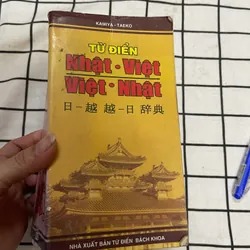 KAMIYA - TAEKO
TỪ ĐIỂN
Nhật · Việt
Việt · Nhật
日 - 越 越 - 日 辞典
NHÀ XUẤT BẢN TỪ ĐIỂN BÁCH KHOA